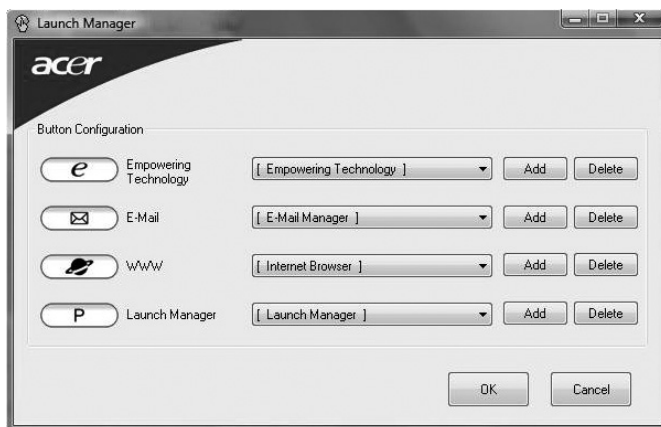 Launch Manager
acer
Button Configuration
e Empowering Technology [ Empowering Technology ] Add Delete
E-Mail [ E-Mail Manager ] Add Delete
WWW [ Internet Browser ] Add Delete
P Launch Manager [ Launch Manager ] Add Delete
OK Cancel